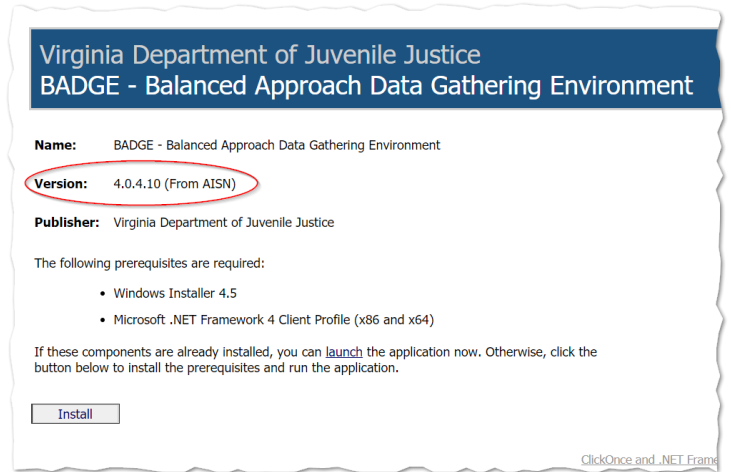 Virginia Department of Juvenile Justice
BADGE - Balanced Approach Data Gathering Environment
Name: BADGE - Balanced Approach Data Gathering Environment
Version: 4.0.4.10 (From AISN)
Publisher: Virginia Department of Juvenile Justice
The following prerequisites are required:
• Windows Installer 4.5
• Microsoft .NET Framework 4 Client Profile (x86 and x64)
If these components are already installed, you can launch the application now. Otherwise, click the
button below to install the prerequisites and run the application.
Install
ClickOnce and .NET Frame